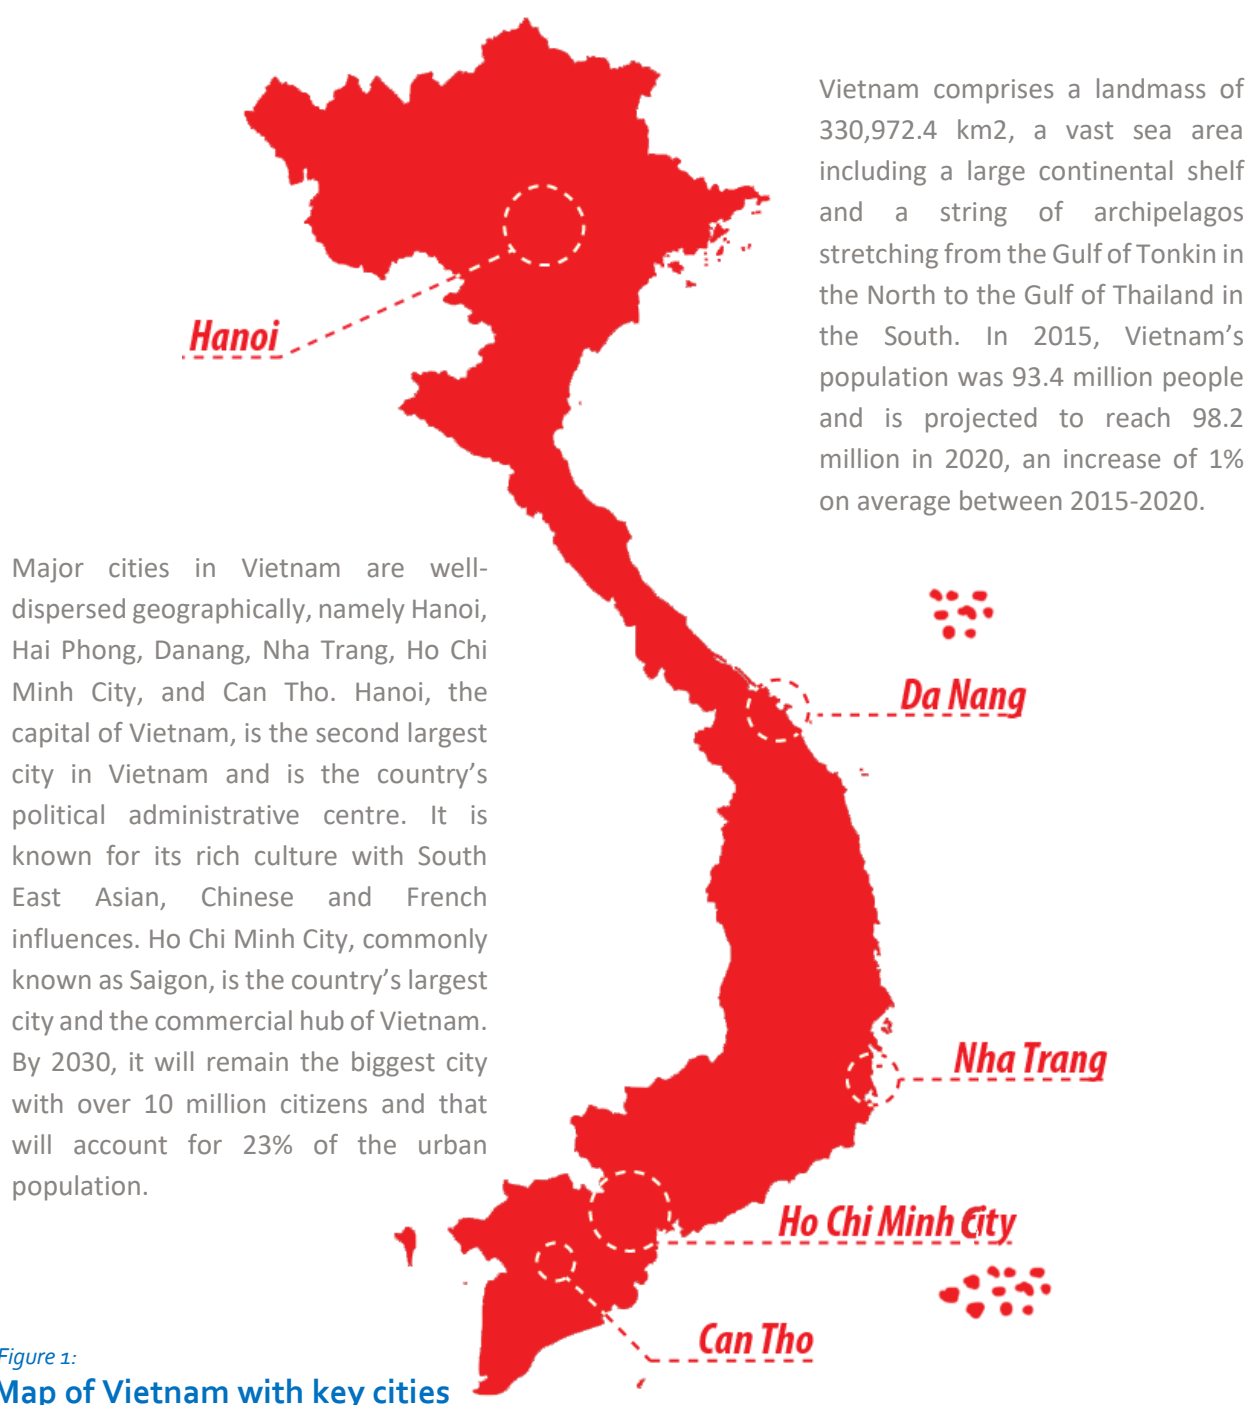 Vietnam comprises a landmass of
330,972.4 km2, a vast sea area
including a large continental shelf
and a string of archipelagos
stretching from the Gulf of Tonkin in
the North to the Gulf of Thailand in
the South. In 2015, Vietnam’s
population was 93.4 million people
and is projected to reach 98.2
million in 2020, an increase of 1%
on average between 2015-2020.
Hanoi
Major cities in Vietnam are well-
dispersed geographically, namely Hanoi,
Hai Phong, Danang, Nha Trang, Ho Chi
Minh City, and Can Tho. Hanoi, the
capital of Vietnam, is the second largest
city in Vietnam and is the country’s
political administrative centre. It is
known for its rich culture with South
East Asian, Chinese and French
influences. Ho Chi Minh City, commonly
known as Saigon, is the country’s largest
city and the commercial hub of Vietnam.
By 2030, it will remain the biggest city
with over 10 million citizens and that
will account for 23% of the urban
population.
Da Nang
Nha Trang
Ho Chi Minh City
Can Tho
Figure 1:
Map of Vietnam with key cities